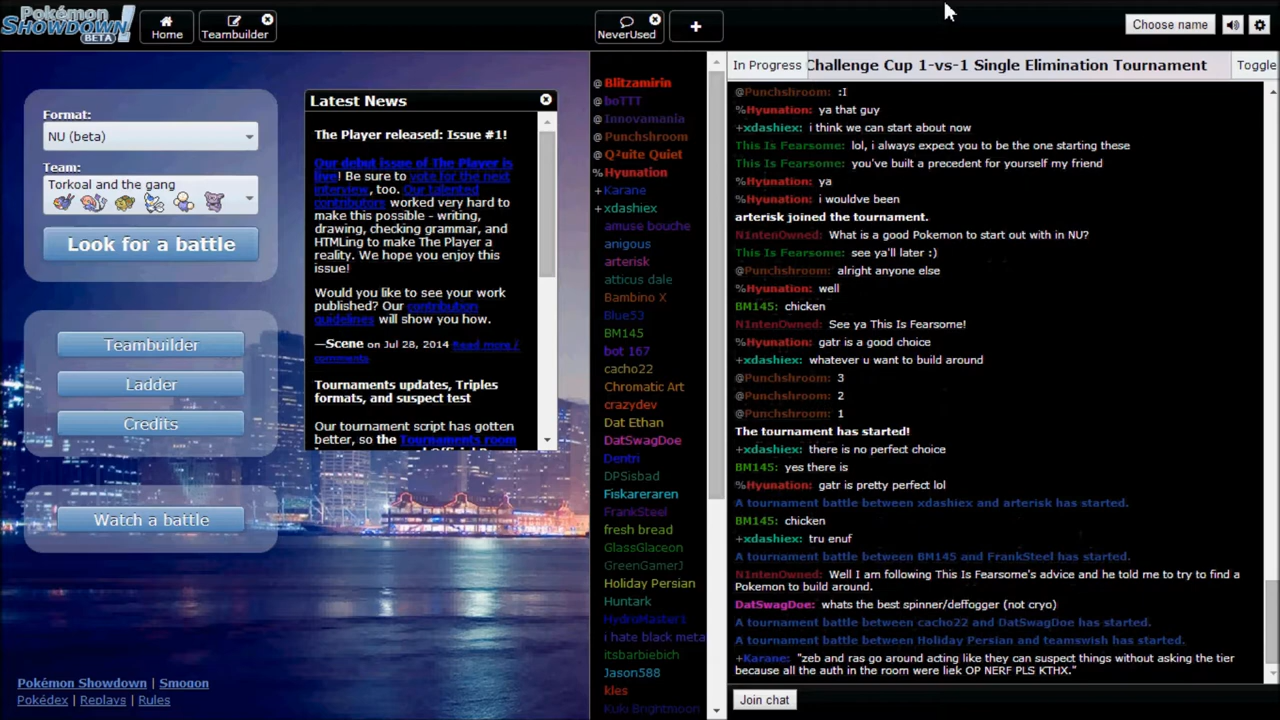 Pokémon
SHOWDOWN!
BETA
Home
Teambuilder
NeverUsed
Choose name
Format:
NU (beta)
Team:
Torkoal and the gang
Look for a battle
Teambuilder
Ladder
Credits
Watch a battle
Pokémon Showdown | Smogon
Pokédex | Replays | Rules
Latest News
The Player released: Issue #1!
Our debut issue of The Player is
live! Be sure to vote for the next
interview, too. Our talented
contributors worked very hard to
make this possible - writing,
drawing, checking grammar, and
HTMLing to make The Player a
reality. We hope you enjoy this
issue!
Would you like to see your work
published? Our contribution
guidelines will show you how.
—Scene on Jul 28, 2014 Read more /
comments
Tournaments updates, Triples
formats, and suspect test
Our tournament script has gotten
better, so the Tournaments room
@ Blitzamirin
@ boTTT
@ Innovamania
@ Punchshroom
@ Q²uite Quiet
% Hyunation
+ Karane
+ xdashiex
amuse bouche
anigous
arterisk
atticus dale
Bambino X
Blue53
BM145
bot 167
cacho22
Chromatic Art
crazydev
Dat Ethan
DatSwagDoe
Dentri
DPSisbad
Fiskareraren
FrankSteel
fresh bread
GlassGlaceon
GreenGamerJ
Holiday Persian
Huntark
HydroMaster1
i hate black meta
itsbarbiebich
Jason588
kles
Kuki Brightmoon
In Progress
Challenge Cup 1-vs-1 Single Elimination Tournament
Toggle
@Punchshroom: :I
%Hyunation: ya that guy
+xdashiex: i think we can start about now
This Is Fearsome: lol, i always expect you to be the one starting these
This Is Fearsome: you've built a precedent for yourself my friend
%Hyunation: ya
%Hyunation: i wouldve been
arterisk joined the tournament.
N1ntenOwned: What is a good Pokemon to start out with in NU?
This Is Fearsome: see ya'll later :)
@Punchshroom: alright anyone else
%Hyunation: well
BM145: chicken
N1ntenOwned: See ya This Is Fearsome!
%Hyunation: gatr is a good choice
+xdashiex: whatever u want to build around
@Punchshroom: 3
@Punchshroom: 2
@Punchshroom: 1
The tournament has started!
+xdashiex: there is no perfect choice
BM145: yes there is
%Hyunation: gatr is pretty perfect lol
A tournament battle between xdashiex and arterisk has started.
BM145: chicken
+xdashiex: tru enuf
A tournament battle between BM145 and FrankSteel has started.
N1ntenOwned: Well I am following This Is Fearsome's advice and he told me to try to find a
Pokemon to build around.
DatSwagDoe: whats the best spinner/deffogger (not cryo)
A tournament battle between cacho22 and DatSwagDoe has started.
A tournament battle between Holiday Persian and teamswish has started.
+Karane: "zeb and ras go around acting like they can suspect things without asking the tier
because all the auth in the room were liek OP NERF PLS KTHX."
Join chat